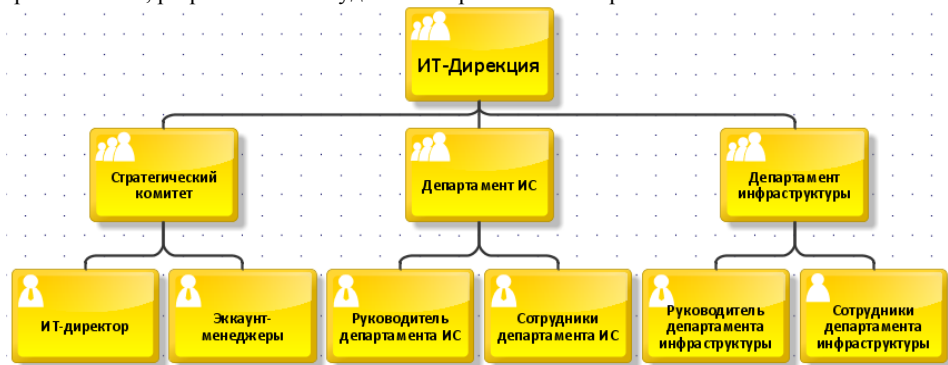 ИТ-Дирекция
Стратегический
комитет
Департамент ИС
Департамент
инфраструктуры
ИТ-директор
Эккаунт-
менеджеры
Руководитель
департамента ИС
Сотрудники
департамента ИС
Руководитель
департамента
инфраструктуры
Сотрудники
департамента
инфраструктуры